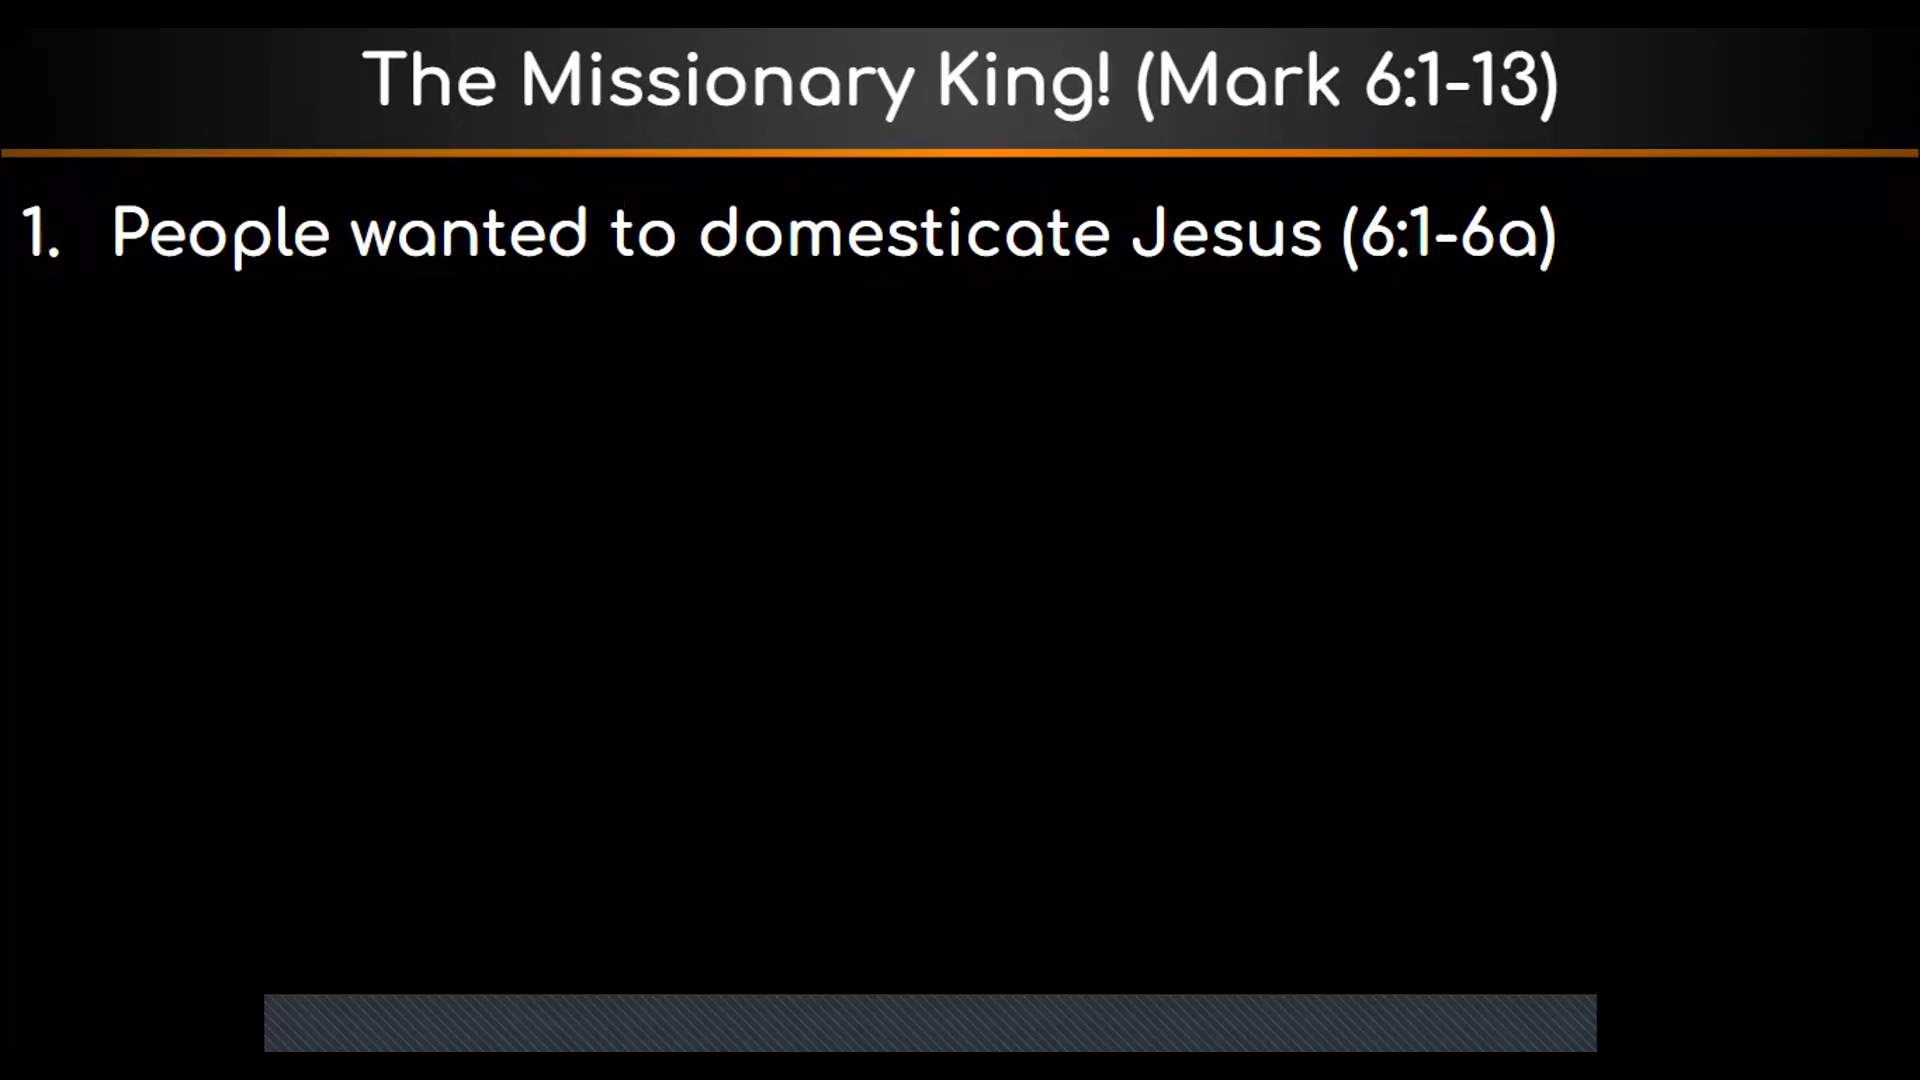 The Missionary King! (Mark 6:1-13)
1. People wanted to domesticate Jesus (6:1-6a)